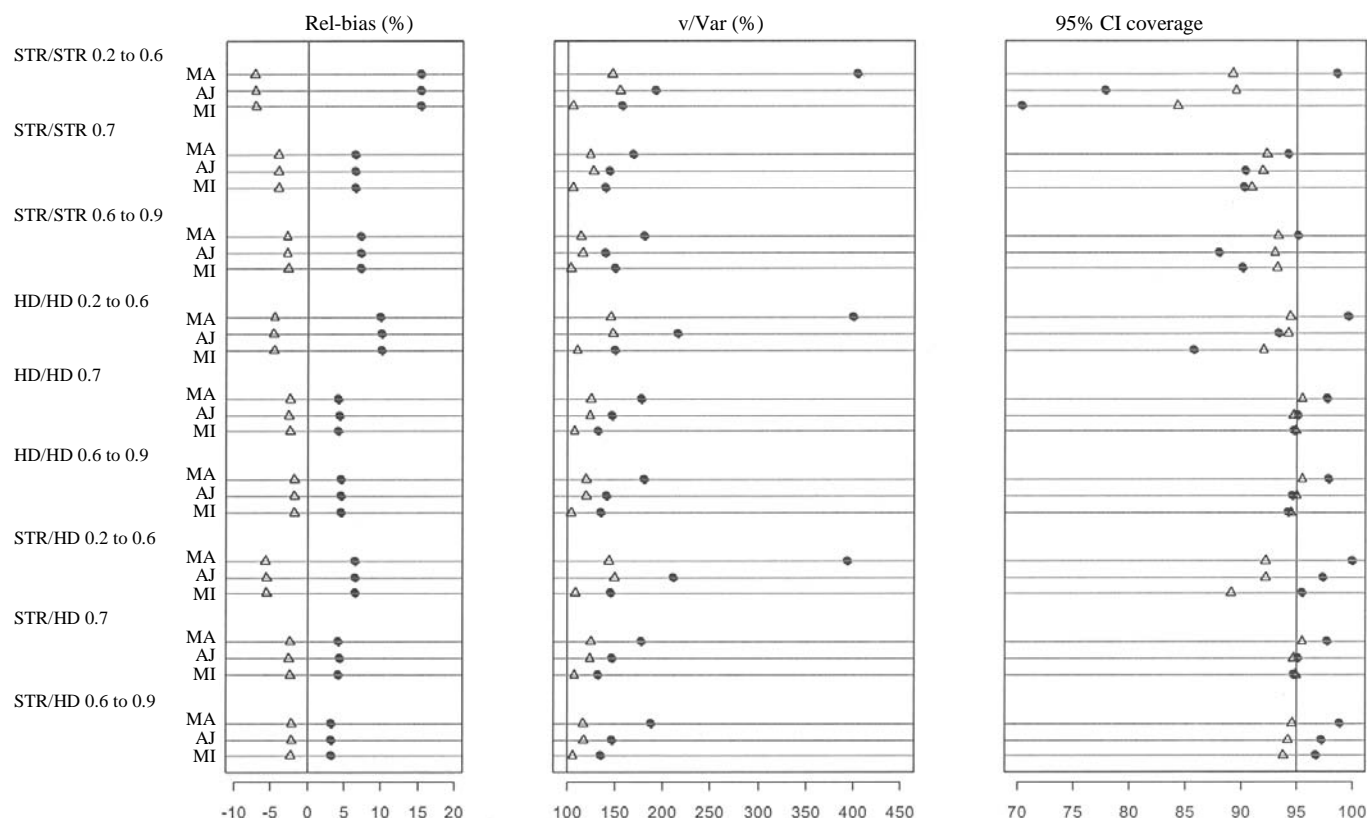 Rel-bias (%) v/Var (%) 95% CI coverage
STR/STR 0.2 to 0.6
MA
AJ
MI
STR/STR 0.7
MA
AJ
MI
STR/STR 0.6 to 0.9
MA
AJ
MI
HD/HD 0.2 to 0.6
MA
AJ
MI
HD/HD 0.7
MA
AJ
MI
HD/HD 0.6 to 0.9
MA
AJ
MI
STR/HD 0.2 to 0.6
MA
AJ
MI
STR/HD 0.7
MA
AJ
MI
STR/HD 0.6 to 0.9
MA
AJ
MI
-10 -5 0 5 10 15 20 100 150 200 250 300 350 400 450 70 75 80 85 90 95 100